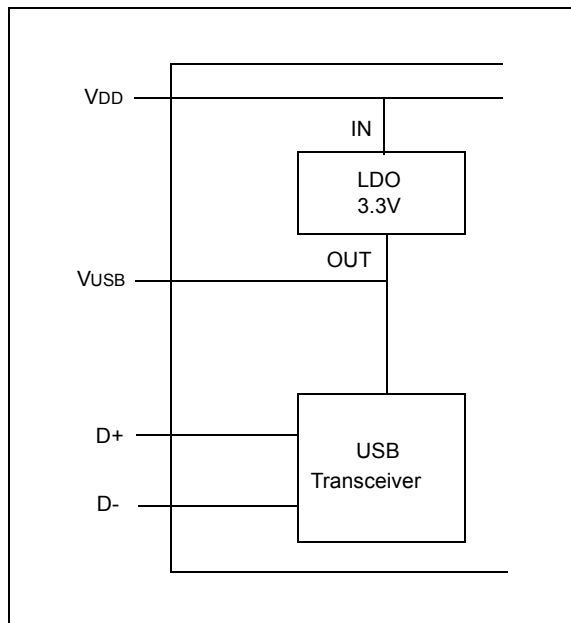 VDD
IN
LDO
3.3V
OUT
VUSB
D+
USB
Transceiver
D-